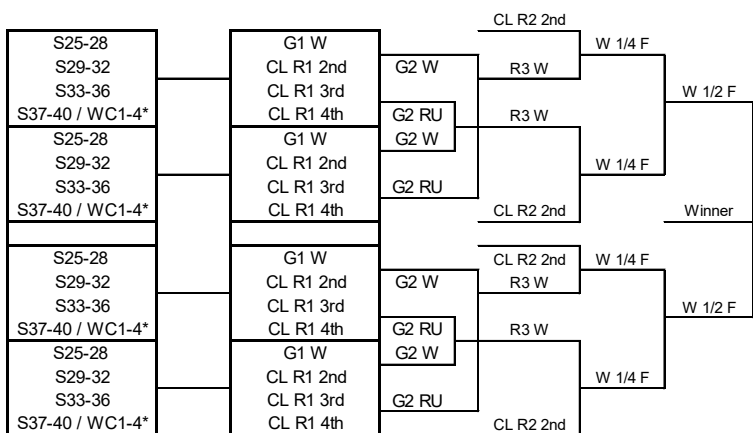 CL R2 2nd
S25-28 G1 W W 1/4 F
S29-32 CL R1 2nd G2 W R3 W
S33-36 CL R1 3rd W 1/2 F
S37-40 / WC1-4* CL R1 4th G2 RU R3 W
S25-28 G1 W G2 W
S29-32 CL R1 2nd W 1/4 F
S33-36 CL R1 3rd G2 RU
S37-40 / WC1-4* CL R1 4th CL R2 2nd Winner
S25-28 G1 W CL R2 2nd W 1/4 F
S29-32 CL R1 2nd G2 W R3 W
S33-36 CL R1 3rd W 1/2 F
S37-40 / WC1-4* CL R1 4th G2 RU R3 W
S25-28 G1 W G2 W
S29-32 CL R1 2nd W 1/4 F
S33-36 CL R1 3rd G2 RU
S37-40 / WC1-4* CL R1 4th CL R2 2nd